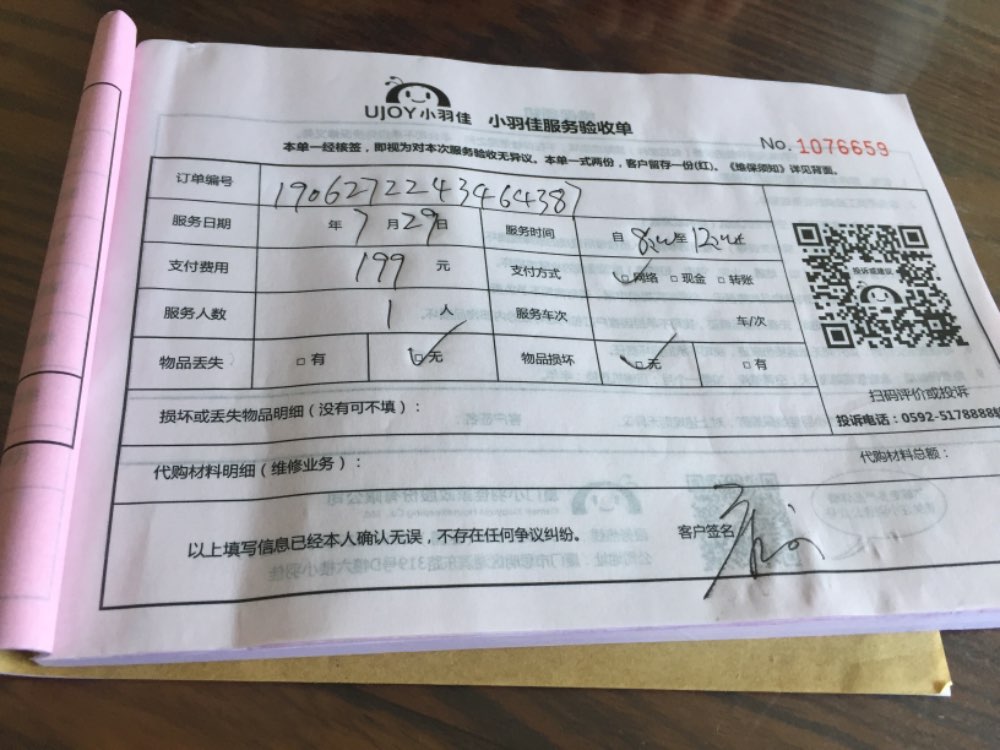 UJOY小羽佳 小羽佳服务验收单
No. 1076659
本单一经核签，即视为对本次服务验收无异议。本单一式两份，客户留存一份(红)。《维保须知》详见背面。
订单编号 1906272243464387
服务日期 年 7 月 29 日 服务时间 自 8:00 至 12:00
支付费用 199 元 支付方式 □网络 □现金 □转账
服务人数 1 人 服务车次 车/次
物品丢失 □有 □无 物品损坏 □无 □有
投诉或建议
扫码评价或投诉
投诉电话：0592-5178888
损坏或丢失物品明细（没有可不填）：
代购材料明细（维修业务）： 代购材料总额：
以上填写信息已经本人确认无误，不存在任何争议纠纷。 客户签名